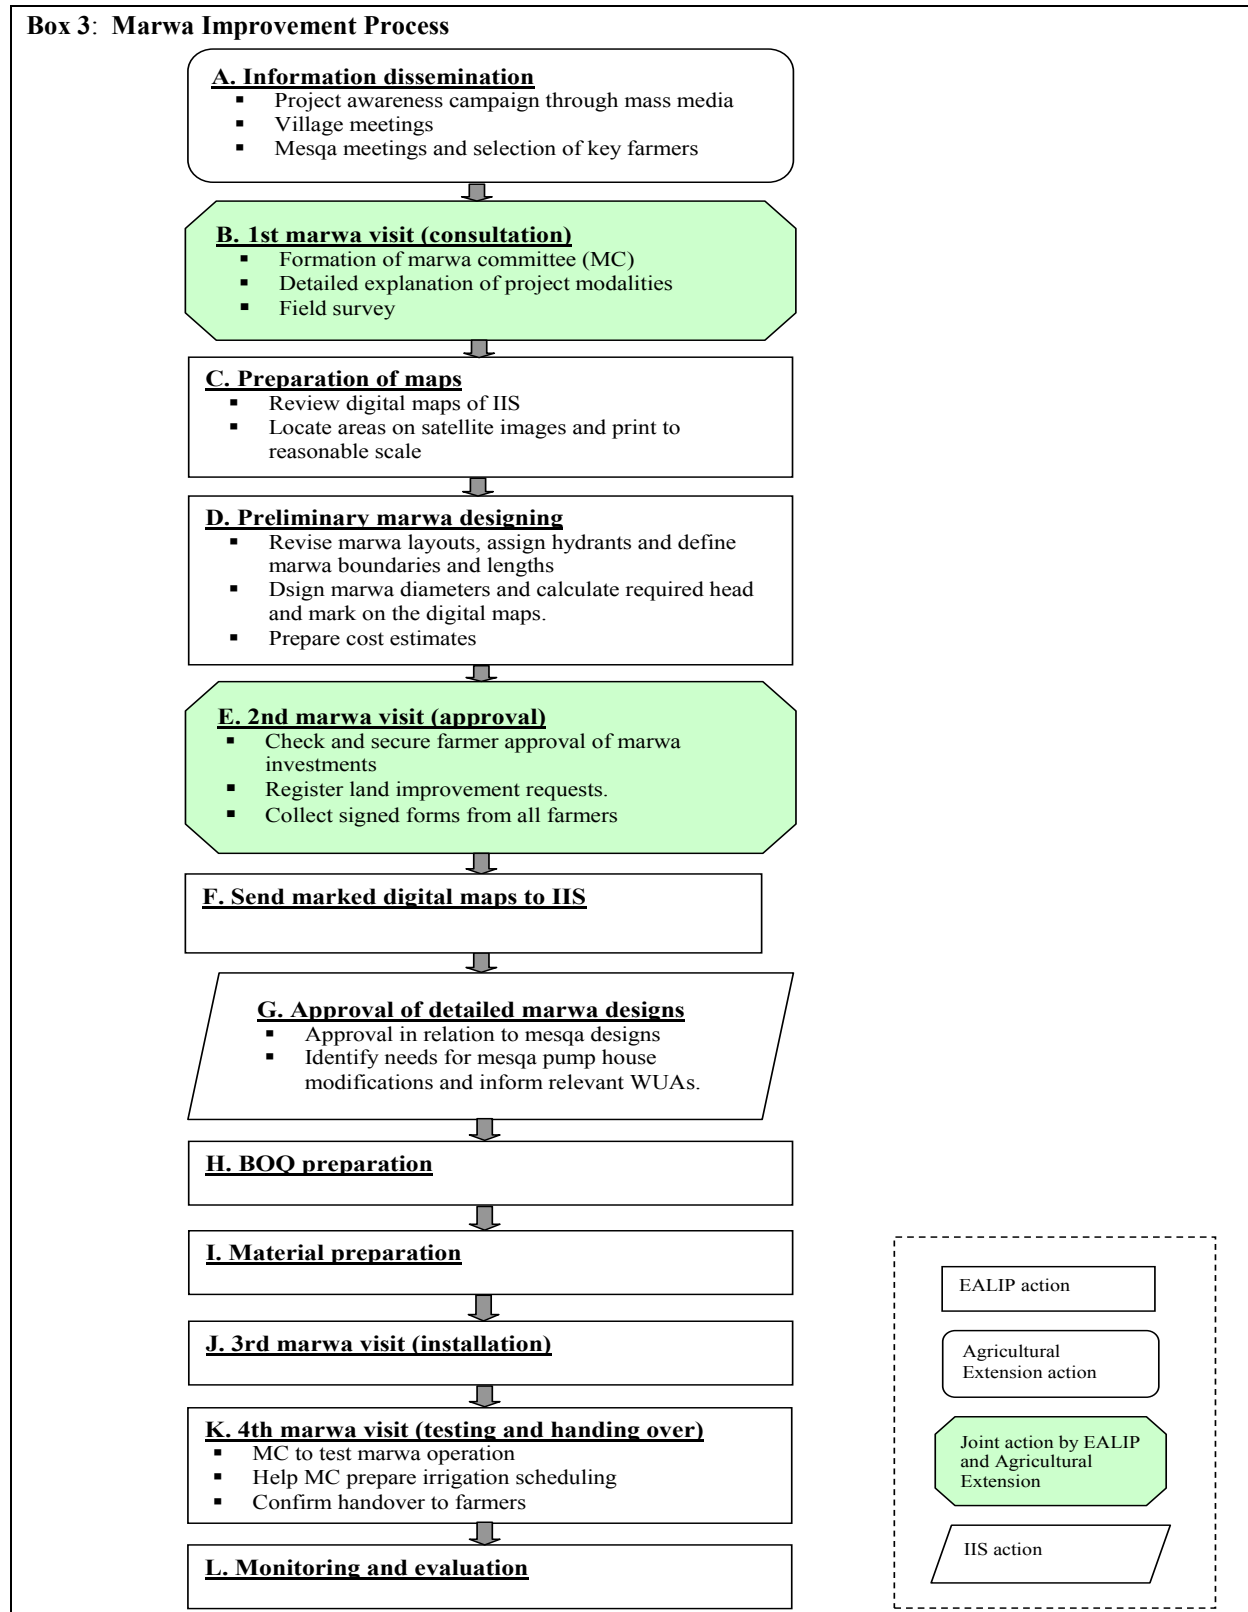 Box 3:  Marwa Improvement Process
A. Information dissemination
▪ Project awareness campaign through mass media
▪ Village meetings
▪ Mesqa meetings and selection of key farmers
B. 1st marwa visit (consultation)
▪ Formation of marwa committee (MC)
▪ Detailed explanation of project modalities
▪ Field survey
C. Preparation of maps
▪ Review digital maps of IIS
▪ Locate areas on satellite images and print to
reasonable scale
D. Preliminary marwa designing
▪ Revise marwa layouts, assign hydrants and define
marwa boundaries and lengths
▪ Dsign marwa diameters and calculate required head
and mark on the digital maps.
▪ Prepare cost estimates
E. 2nd marwa visit (approval)
▪ Check and secure farmer approval of marwa
investments
▪ Register land improvement requests.
▪ Collect signed forms from all farmers
F. Send marked digital maps to IIS
G. Approval of detailed marwa designs
▪ Approval in relation to mesqa designs
▪ Identify needs for mesqa pump house
modifications and inform relevant WUAs.
H. BOQ preparation
I. Material preparation
J. 3rd marwa visit (installation)
K. 4th marwa visit (testing and handing over)
▪ MC to test marwa operation
▪ Help MC prepare irrigation scheduling
▪ Confirm handover to farmers
L. Monitoring and evaluation
EALIP action
Agricultural
Extension action
Joint action by EALIP
and Agricultural
Extension
IIS action